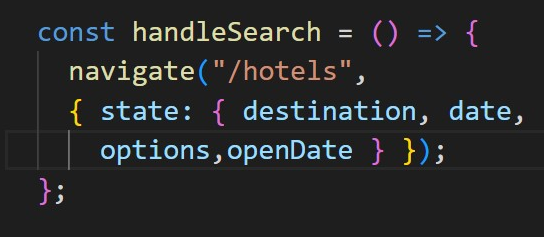 const handleSearch = () => {
navigate("/hotels",
{ state: { destination, date,
options,openDate } });
};